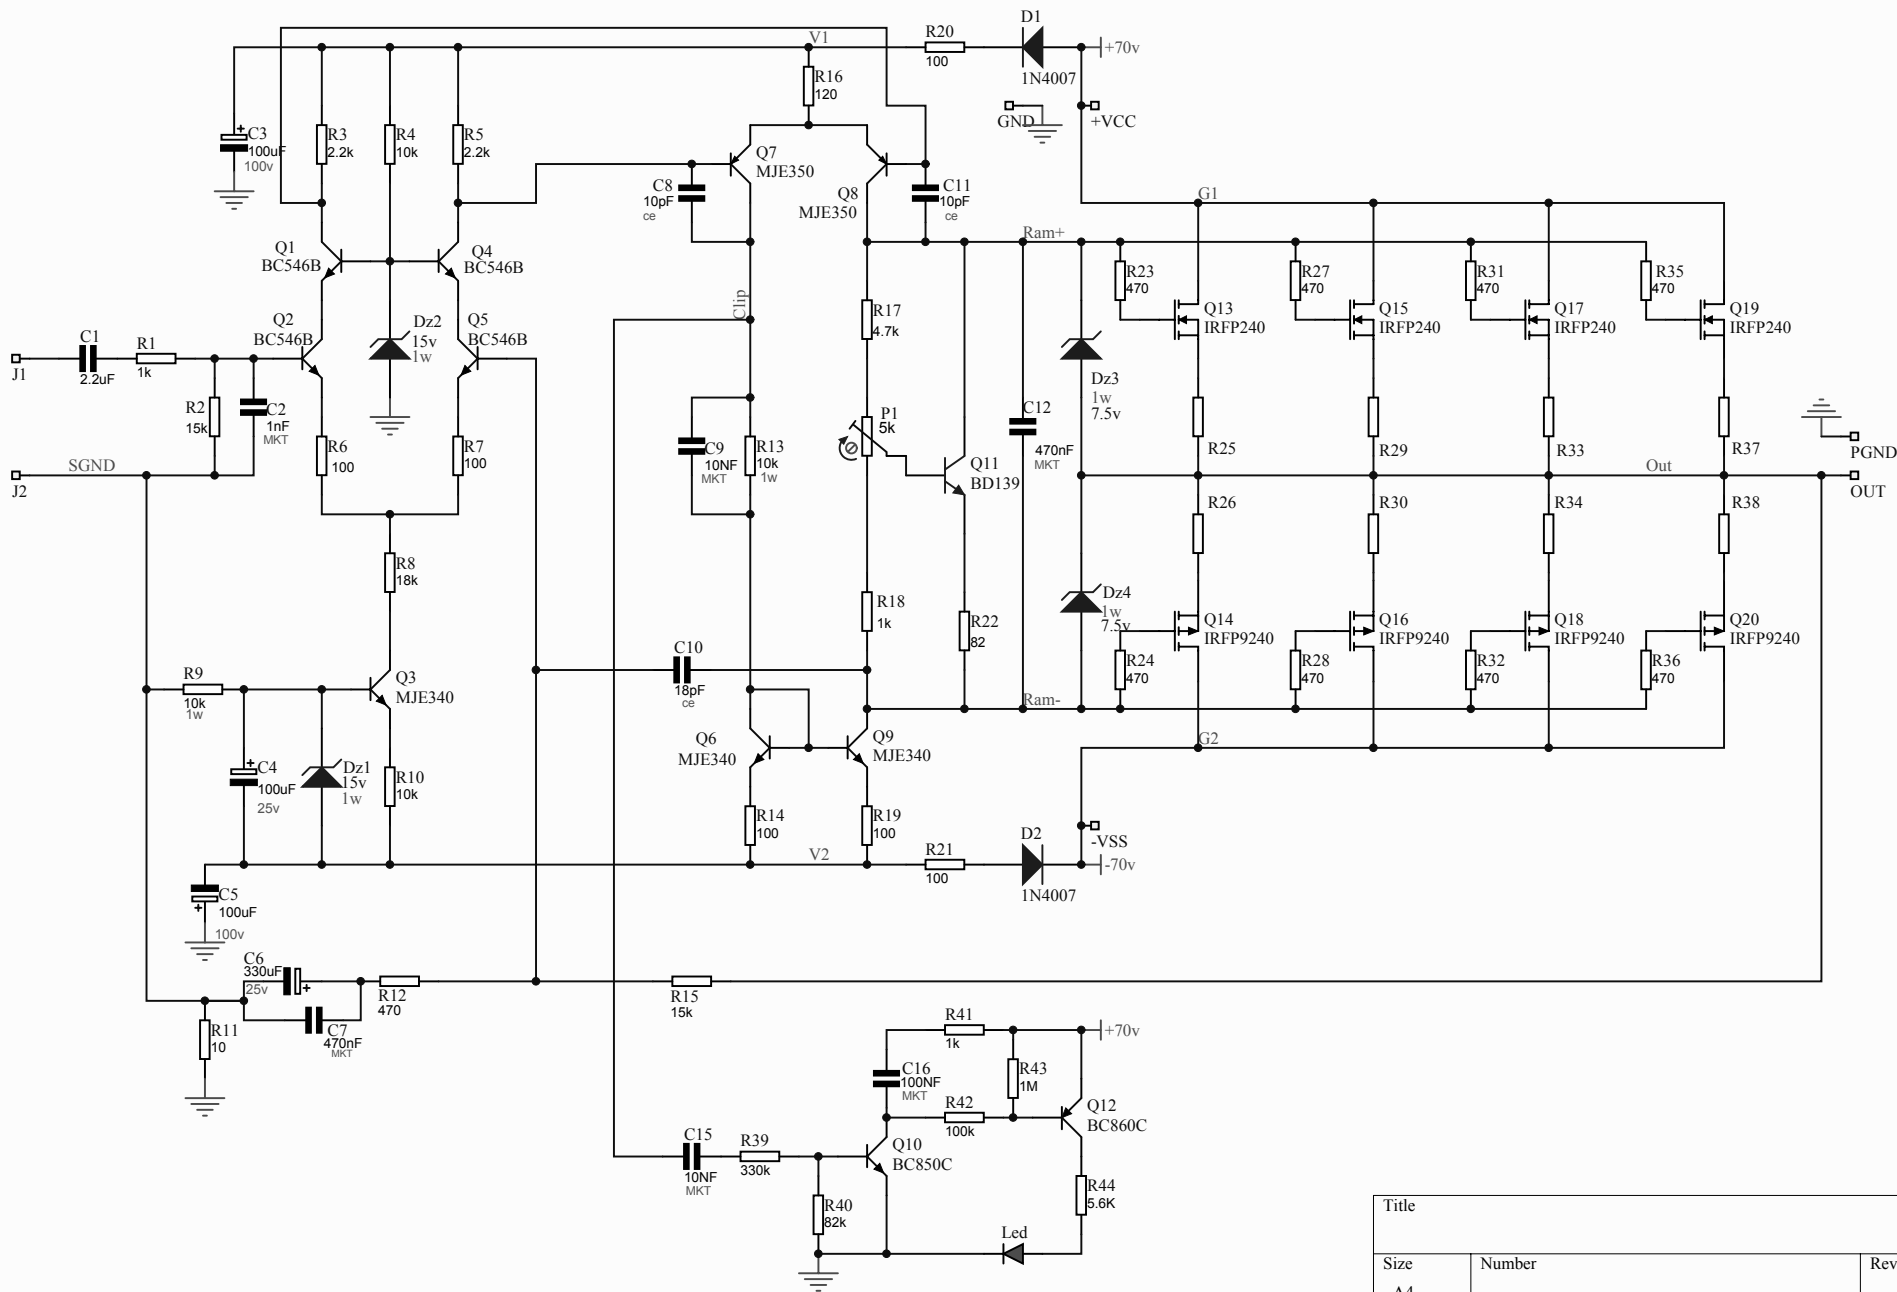 D1
V1
R20
100
1N4007
+70v
R16
120
GND
+VCC
C3
100uF
100v
R3
2.2k
R4
10k
R5
2.2k
Q7
MJE350
Q8
MJE350
C8
10pF
ce
C11
10pF
ce
G1
Ram+
Q1
BC546B
Q4
BC546B
R23
470
R27
470
R31
470
R35
470
Clip
R17
4.7k
Q13
IRFP240
Q15
IRFP240
Q17
IRFP240
Q19
IRFP240
Q2
BC546B
Dz2
15v
1w
Q5
BC546B
J1
C1
2.2uF
R1
1k
Dz3
1w
7.5v
R2
15k
C2
1nF
MKT
P1
5k
C12
470nF
MKT
R6
100
R7
100
C9
10NF
MKT
R13
10k
1w
Q11
BD139
R25
R29
R33
R37
PGND
J2
SGND
Out
OUT
R26
R30
R34
R38
R8
18k
R18
1k
R22
82
Dz4
1w
7.5v
Q14
IRFP9240
Q16
IRFP9240
Q18
IRFP9240
Q20
IRFP9240
C10
18pF
ce
R24
470
R28
470
R32
470
R36
470
R9
10k
1w
Q3
MJE340
Ram-
Q6
MJE340
Q9
MJE340
G2
C4
100uF
25v
Dz1
15v
1w
R10
10k
R14
100
R19
100
V2
R21
100
D2
1N4007
-VSS
-70v
C5
100uF
100v
C6
330uF
25v
R12
470
R15
15k
R11
10
C7
470nF
MKT
R41
1k
+70v
C16
100NF
MKT
R43
1M
R42
100k
Q12
BC860C
C15
10NF
MKT
R39
330k
Q10
BC850C
R40
82k
R44
5.6K
Led
Title
Size
Number
Rev
A4